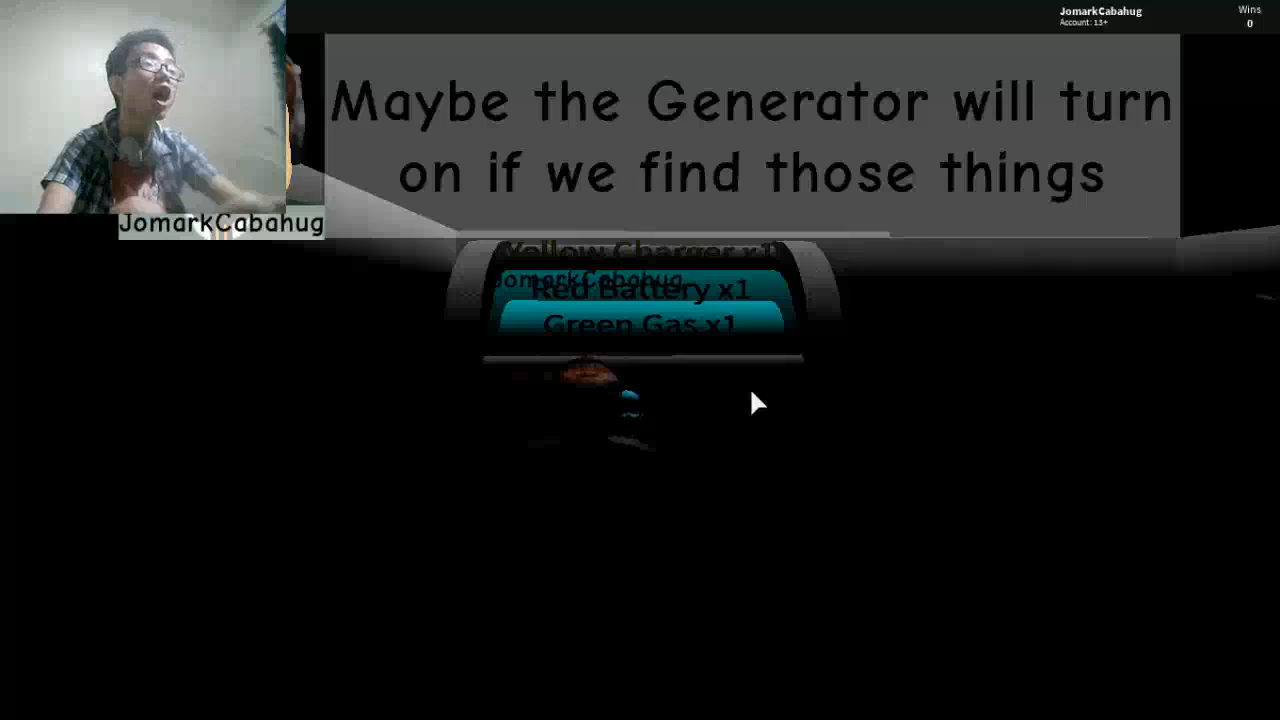 JomarkCabahug
Account: 13+
Wins
0
Maybe the Generator will turn
on if we find those things
JomarkCabahug
Yellow Charger x1
JomarkCabahug
Red Battery x1
Green Gas x1